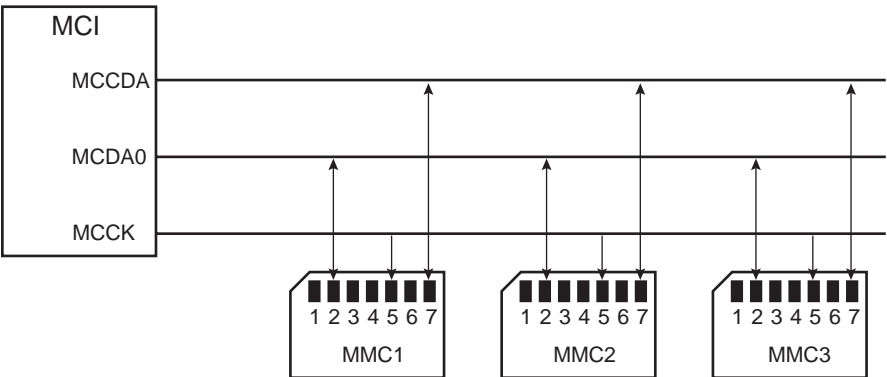 MCI
MCCDA
MCDA0
MCCK
1 2 3 4 5 6 7 1 2 3 4 5 6 7 1 2 3 4 5 6 7
MMC1 MMC2 MMC3